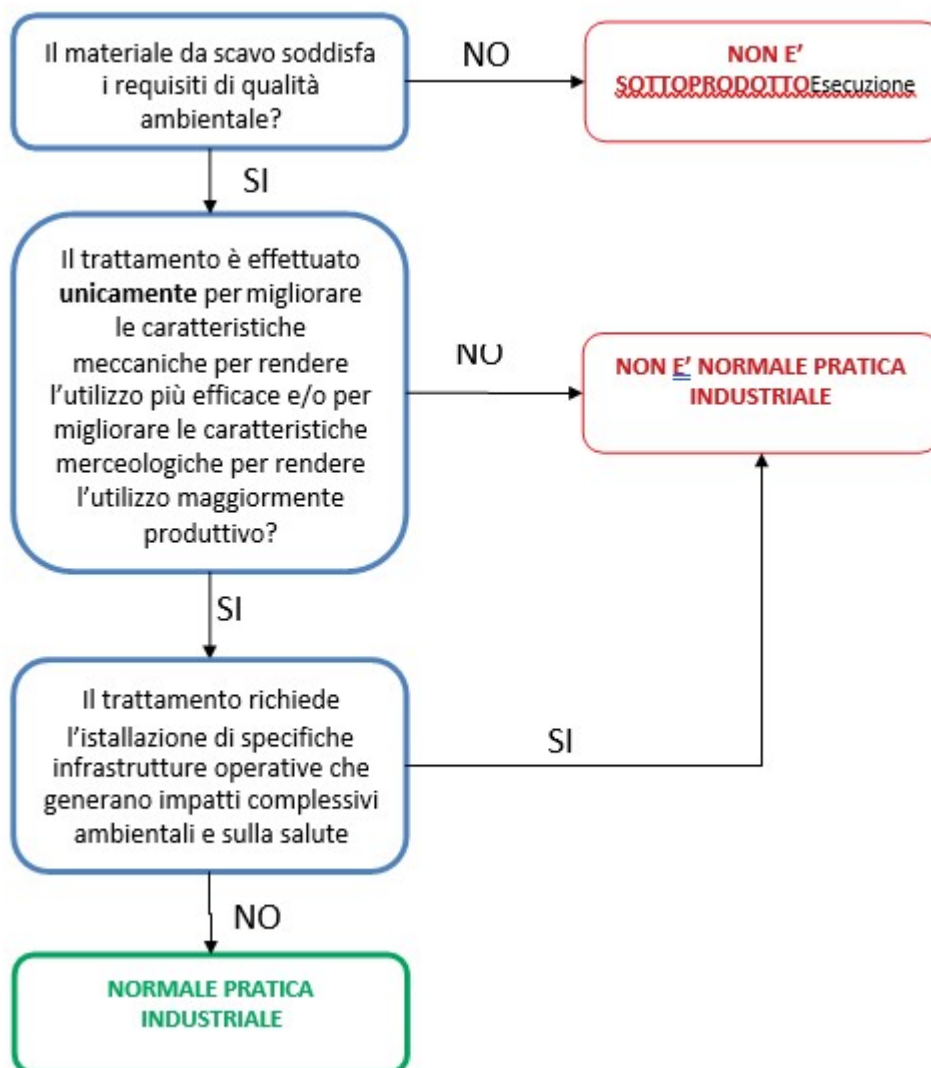 Il materiale da scavo soddisfa
i requisiti di qualità
ambientale?
NO
NON E’
SOTTOPRODOTTOEsecuzione
SI
Il trattamento è effettuato
unicamente per migliorare
le caratteristiche
meccaniche per rendere
l’utilizzo più efficace e/o per
migliorare le caratteristiche
merceologiche per rendere
l’utilizzo maggiormente
produttivo?
NO
NON E’ NORMALE PRATICA
INDUSTRIALE
SI
Il trattamento richiede
l’istallazione di specifiche
infrastrutture operative che
generano impatti complessivi
ambientali e sulla salute
SI
NO
NORMALE PRATICA
INDUSTRIALE